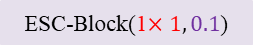 ESC-Block(1× 1, 0.1)